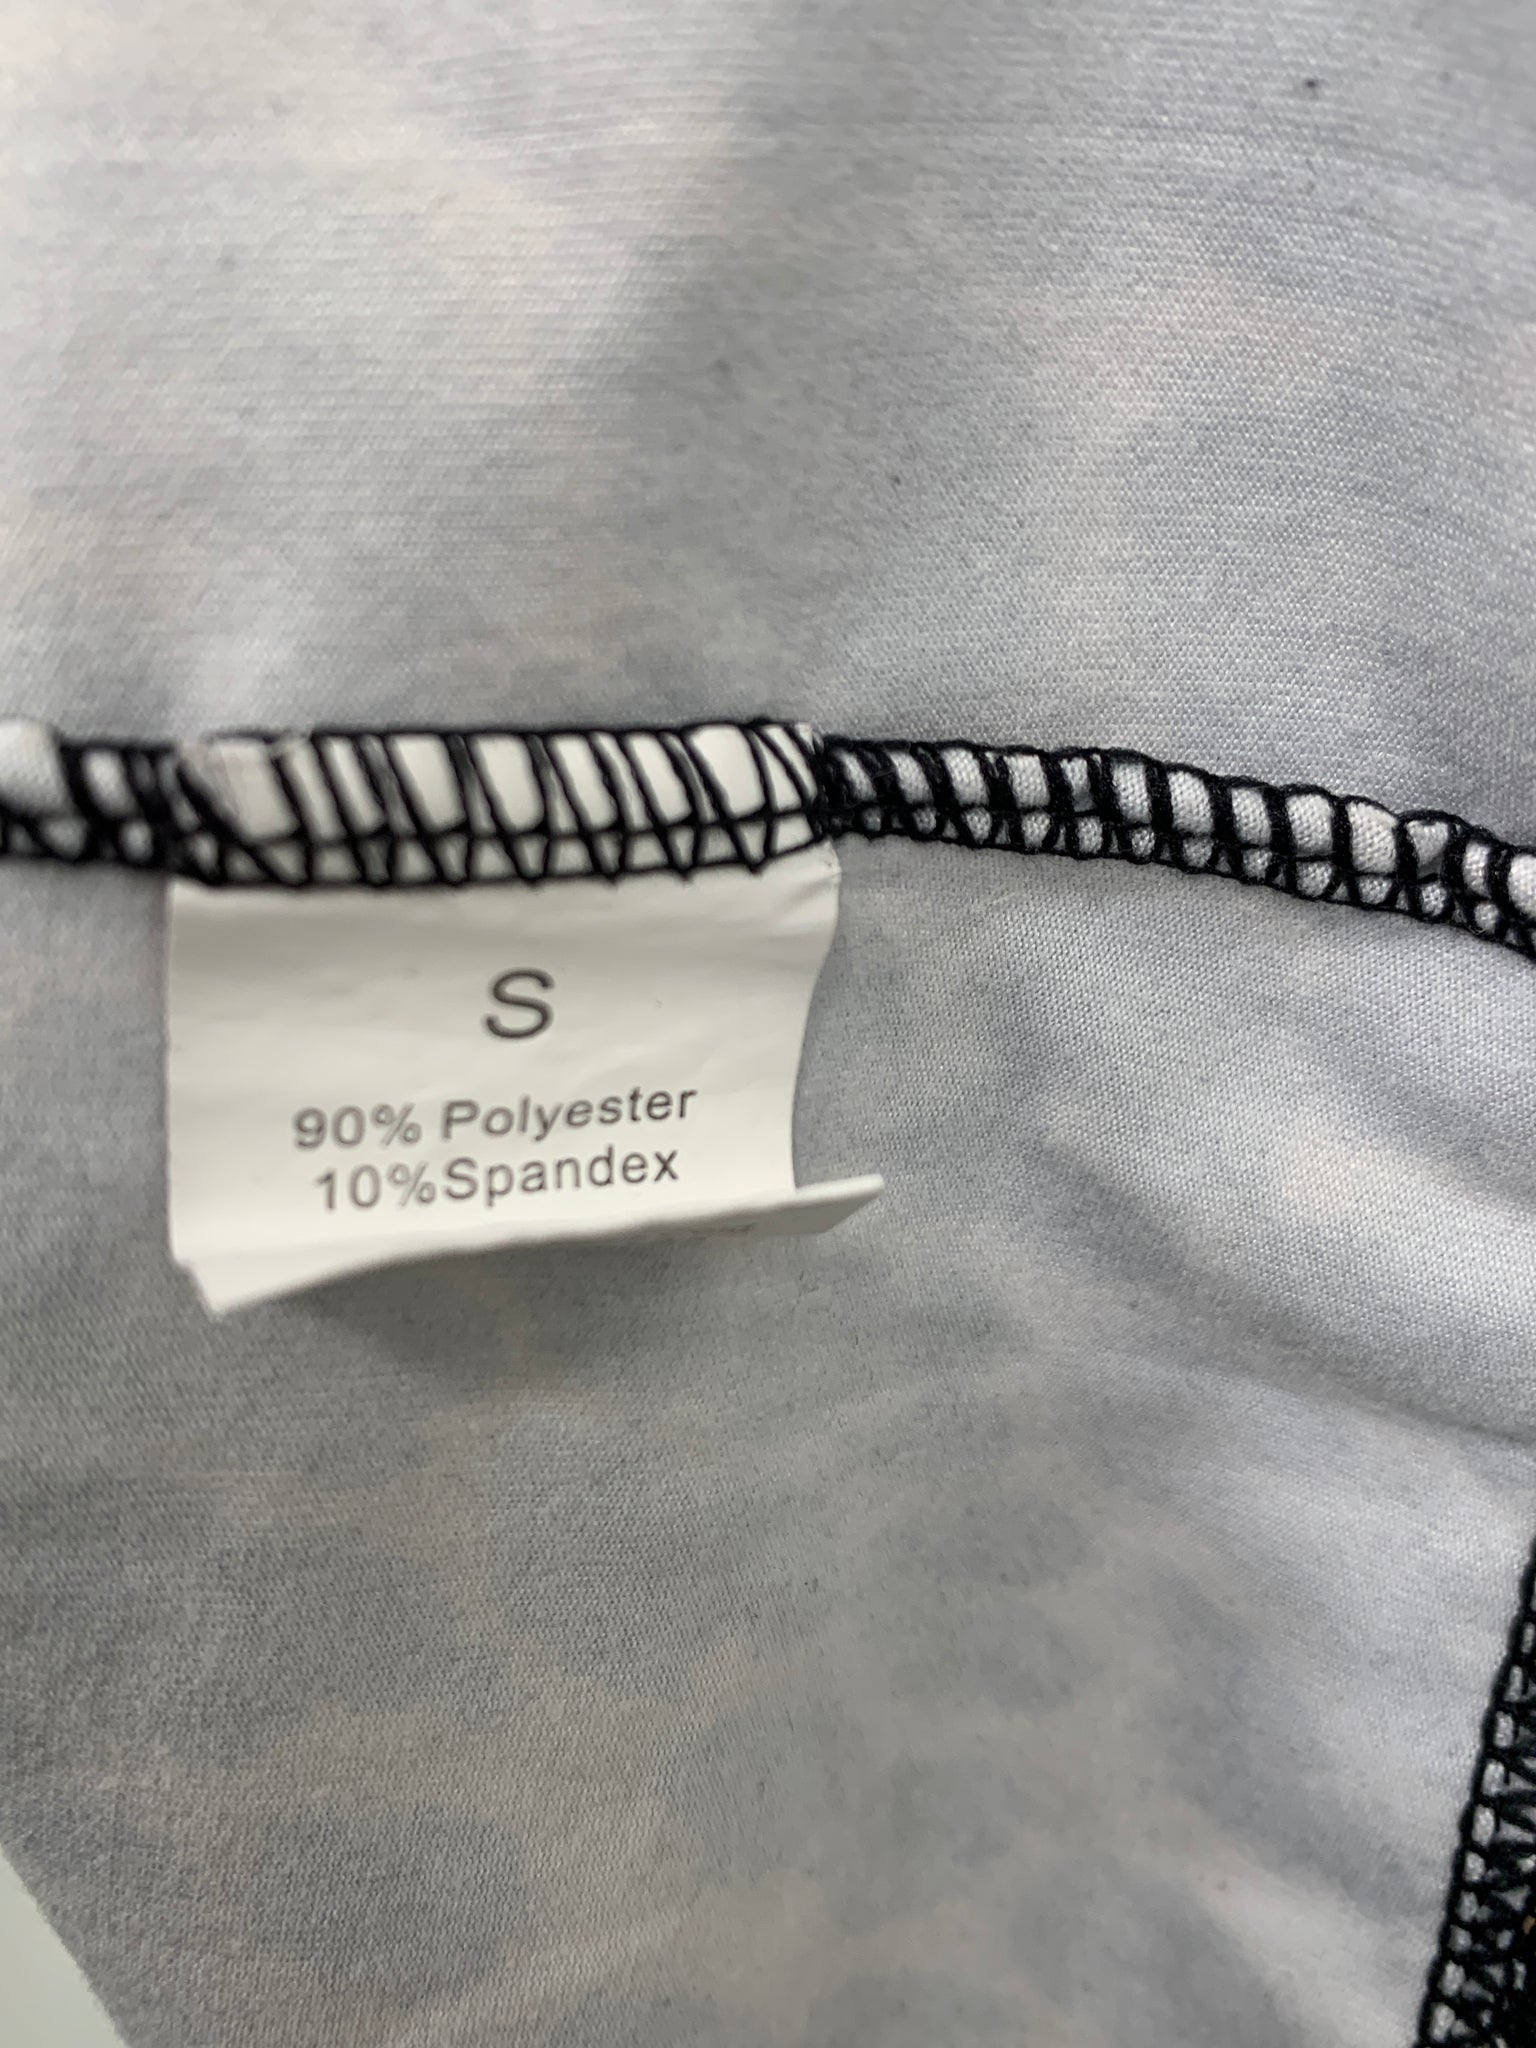 S
90% Polyester
10%Spandex